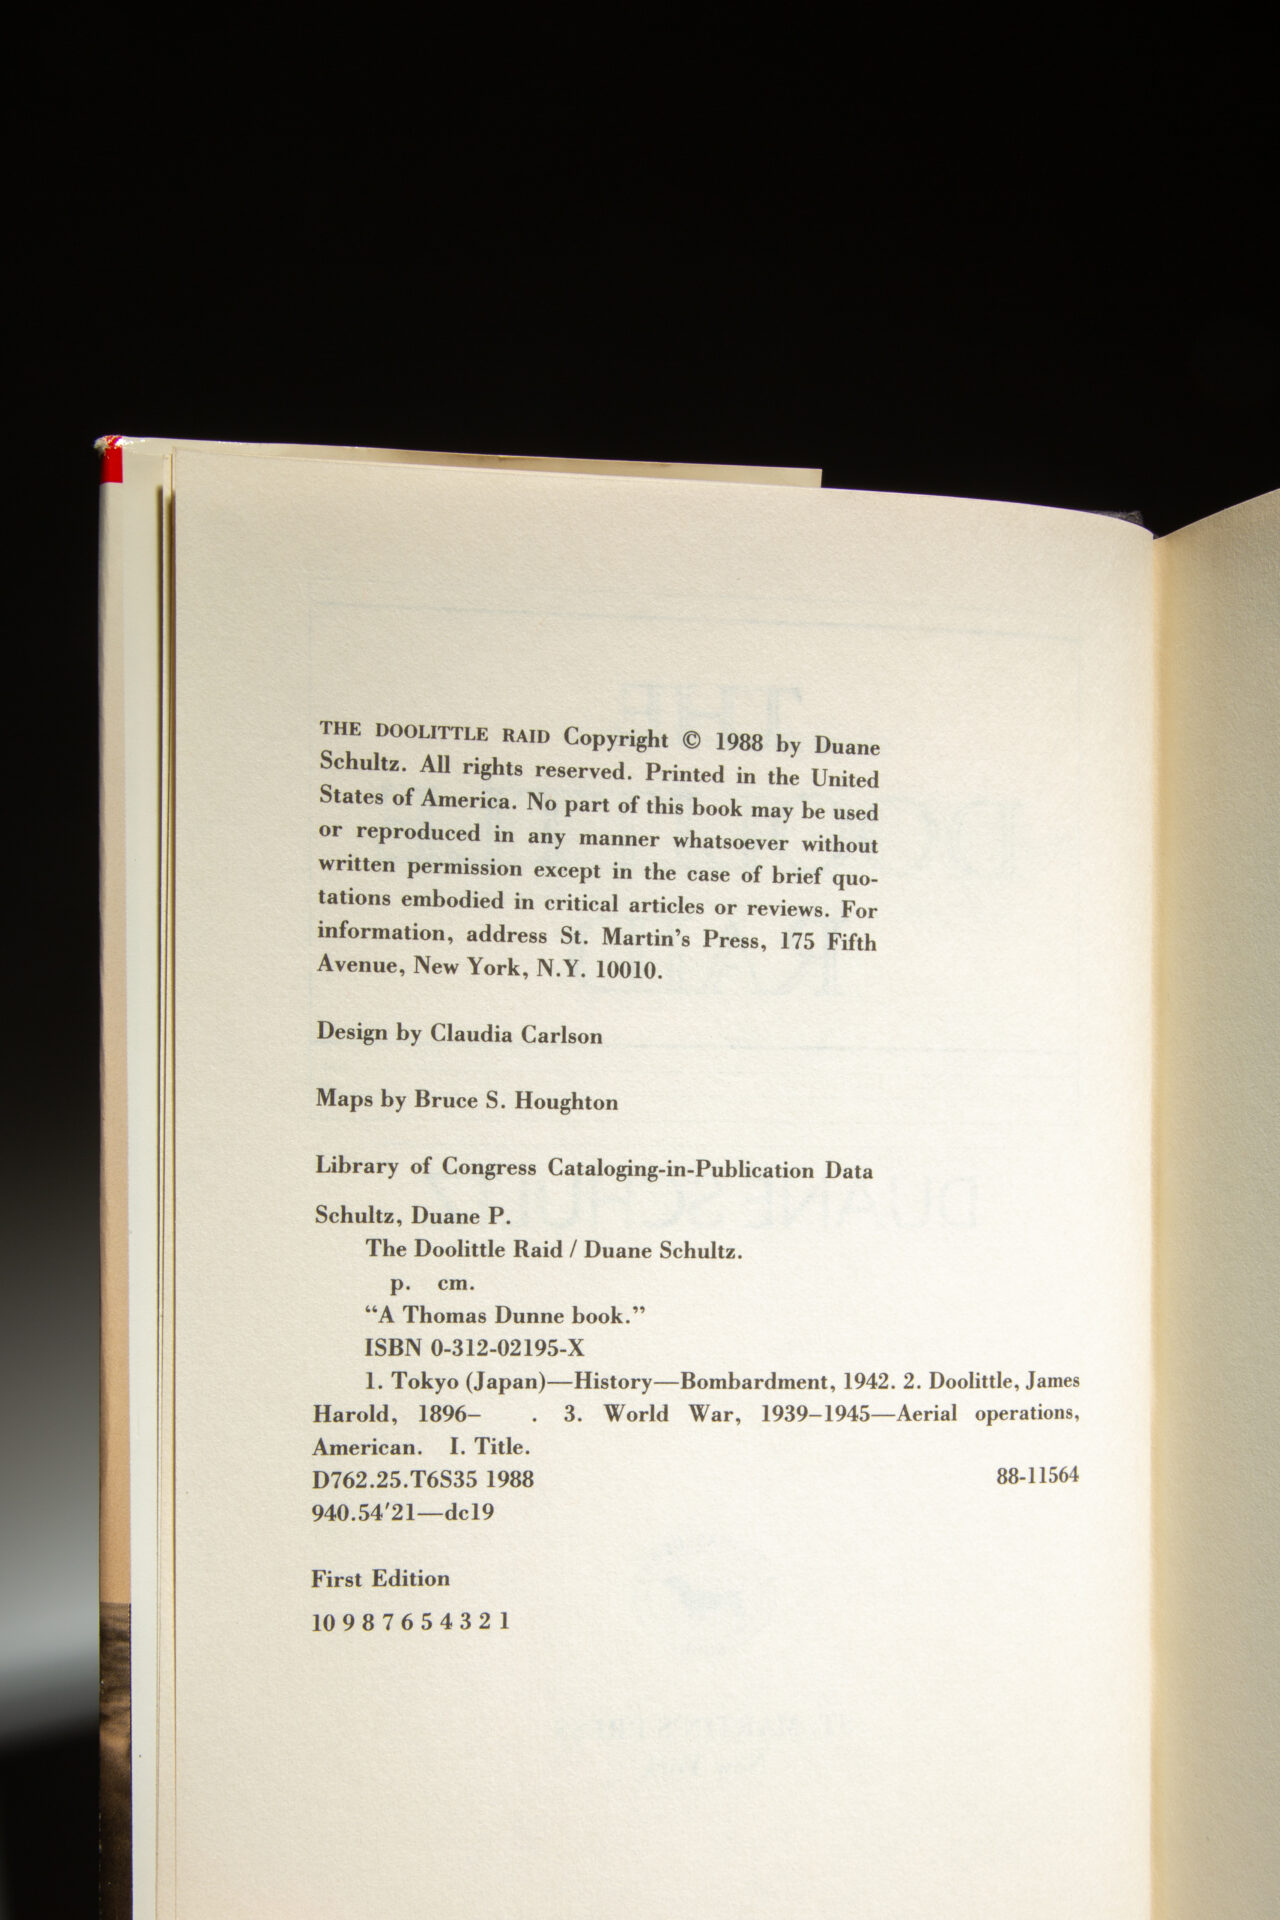 THE DOOLITTLE RAID Copyright © 1988 by Duane
Schultz. All rights reserved. Printed in the United
States of America. No part of this book may be used
or reproduced in any manner whatsoever without
written permission except in the case of brief quo-
tations embodied in critical articles or reviews. For
information, address St. Martin’s Press, 175 Fifth
Avenue, New York, N.Y. 10010.
Design by Claudia Carlson
Maps by Bruce S. Houghton
Library of Congress Cataloging-in-Publication Data
Schultz, Duane P.
The Doolittle Raid / Duane Schultz.
p. cm.
“A Thomas Dunne book.”
ISBN 0-312-02195-X
1. Tokyo (Japan)—History—Bombardment, 1942. 2. Doolittle, James
Harold, 1896– . 3. World War, 1939–1945—Aerial operations,
American. I. Title.
D762.25.T6S35 1988 88-11564
940.54′21—dc19
First Edition
10 9 8 7 6 5 4 3 2 1